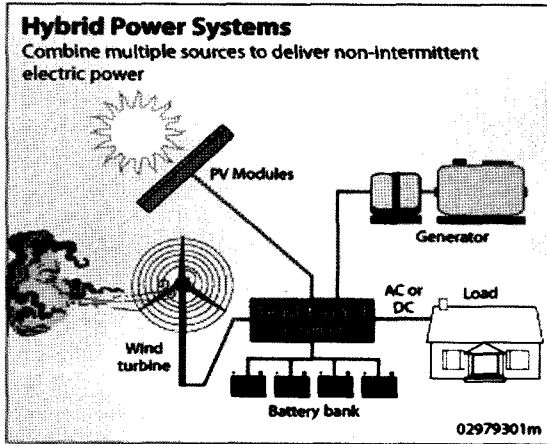 Hybrid Power Systems
Combine multiple sources to deliver non-intermittent
electric power
PV Modules
Generator
AC or
DC
Load
Wind
turbine
Battery bank
02979301m